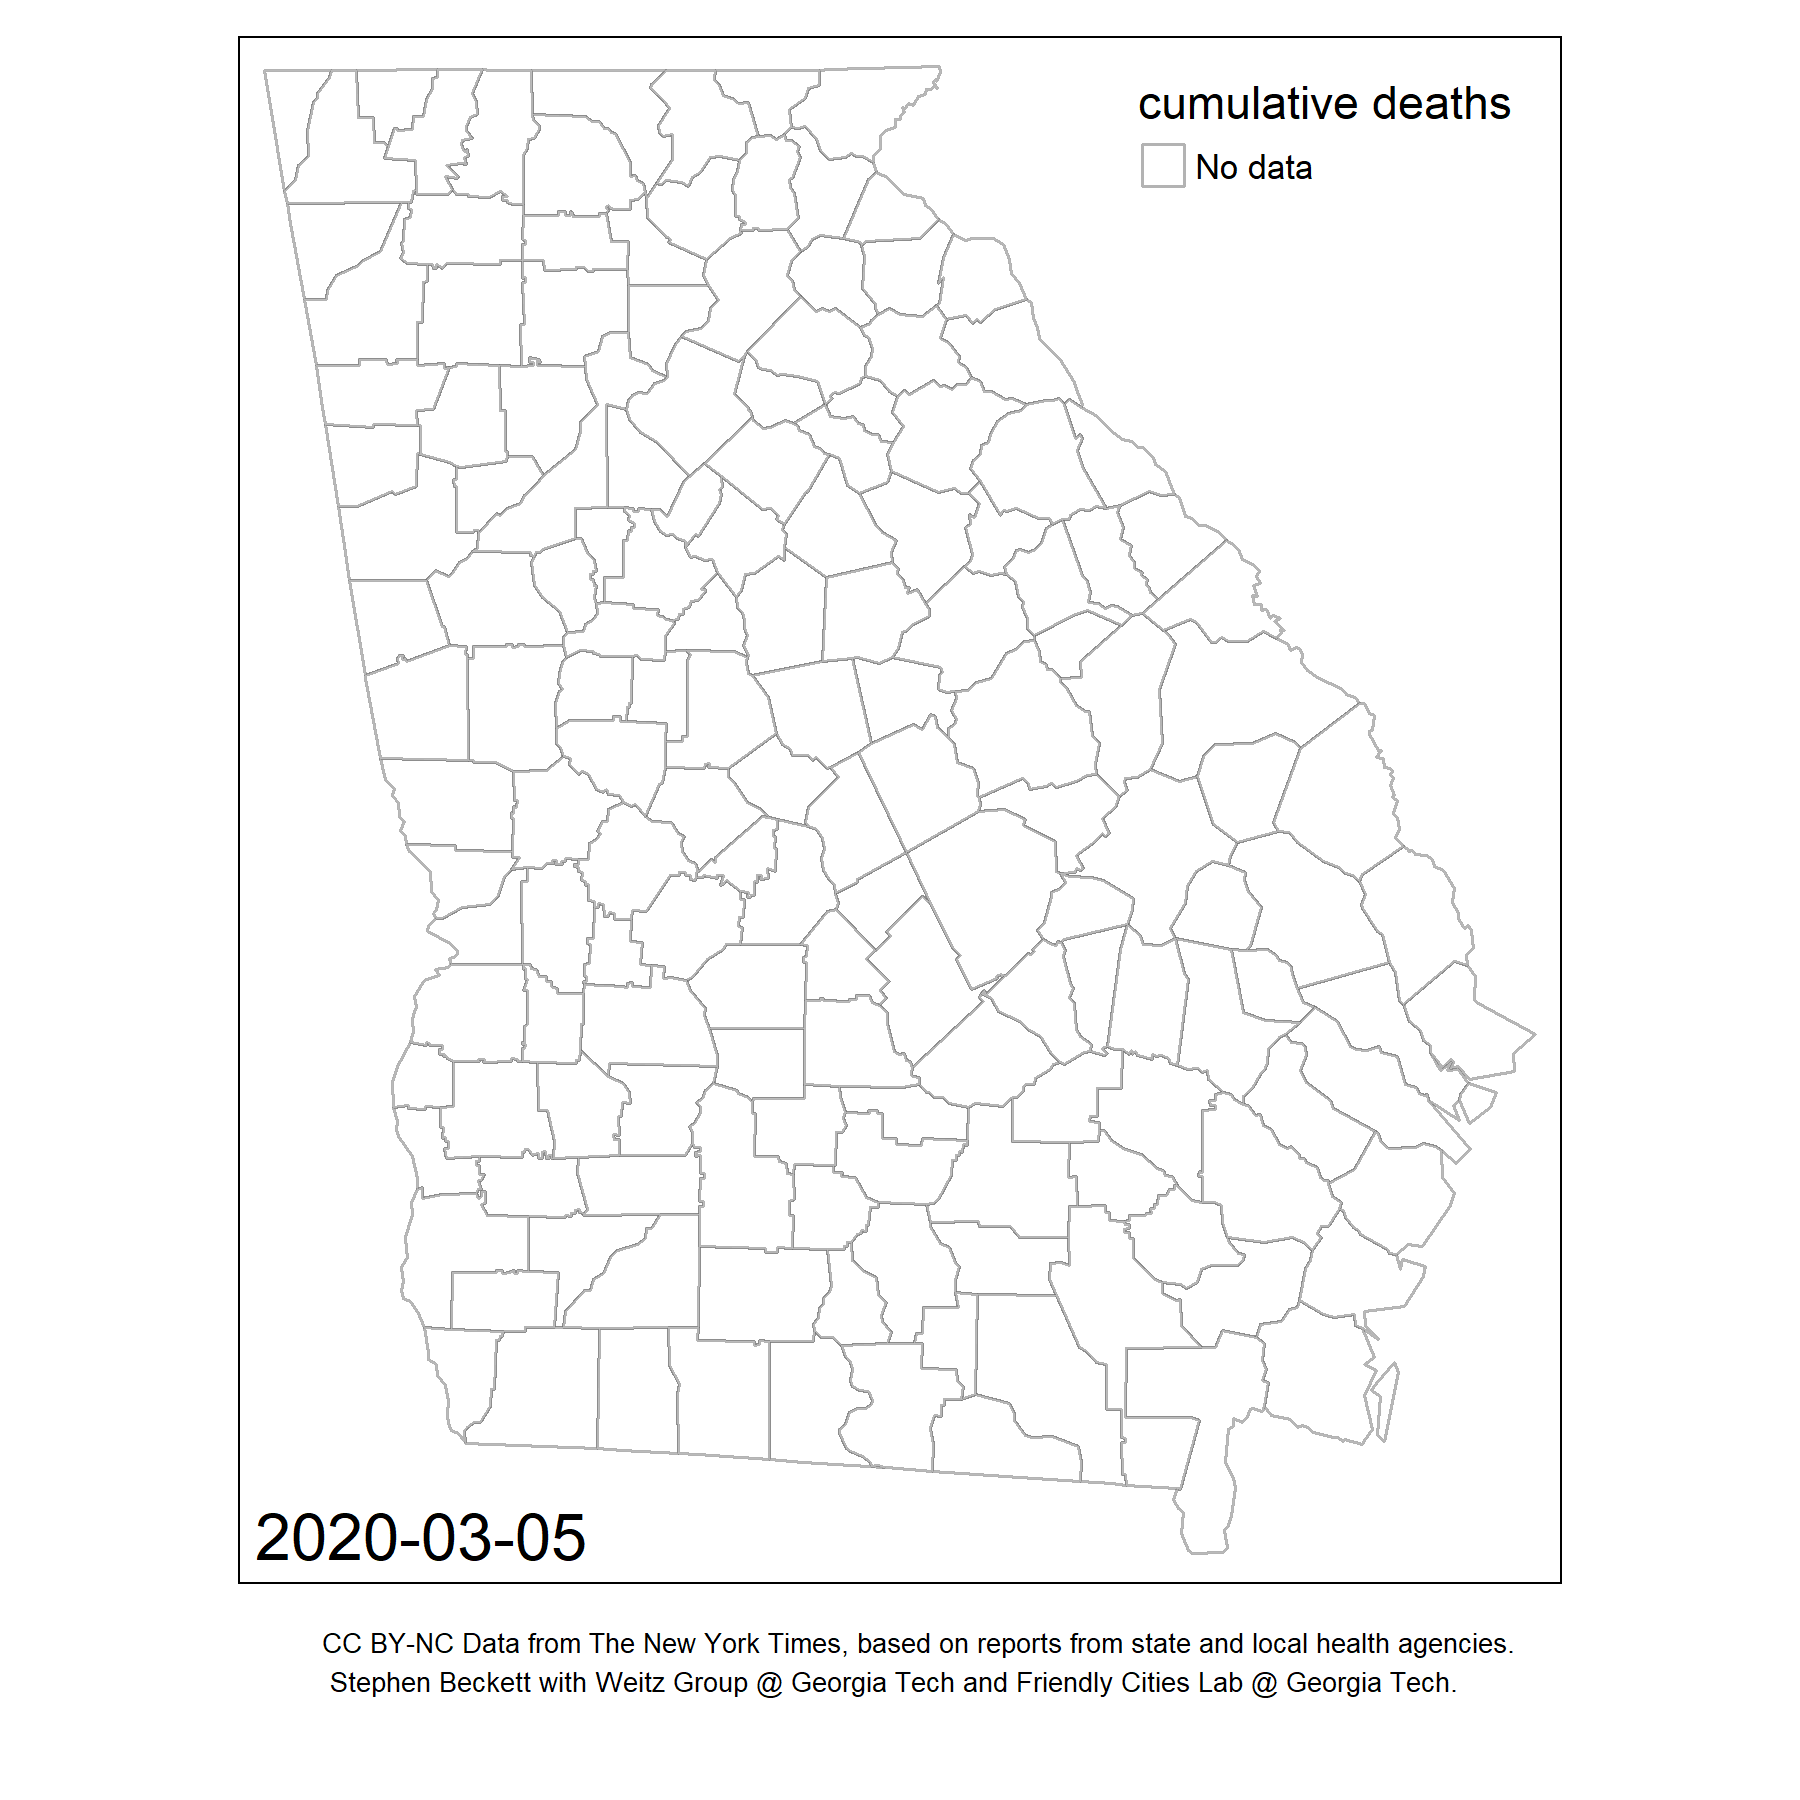 cumulative deaths
No data
2020-03-05
CC BY-NC Data from The New York Times, based on reports from state and local health agencies.
Stephen Beckett with Weitz Group @ Georgia Tech and Friendly Cities Lab @ Georgia Tech.